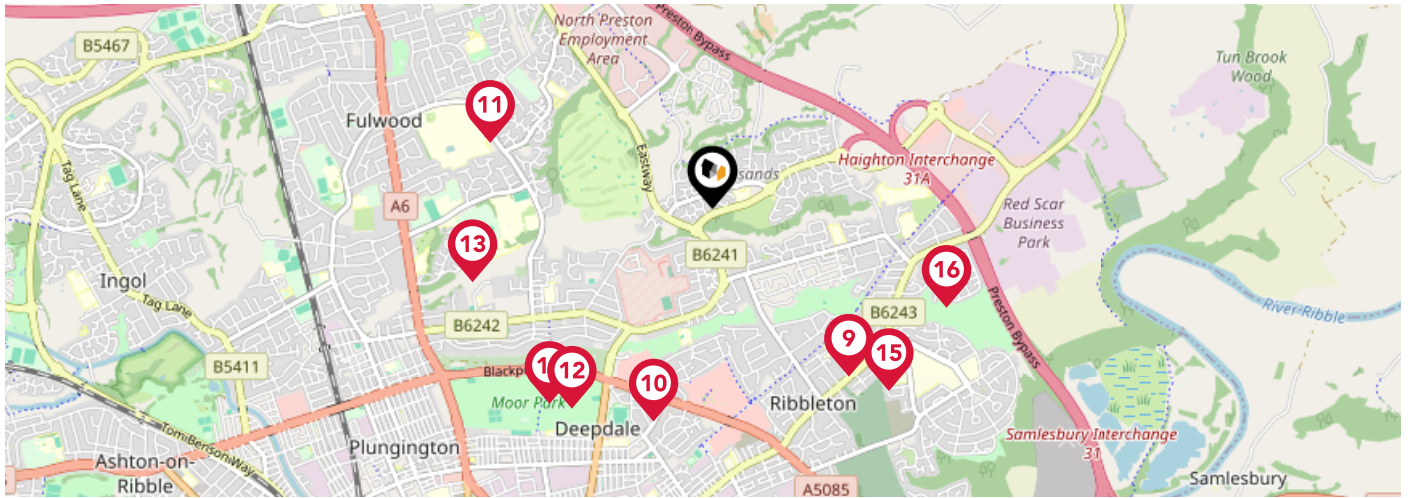 North Preston
Employment
Area
Preston Bypass
B5467
Tun Brook
Wood
11
Fulwood
Haighton Interchange
31A
Eastway
sands
Tag Lane
A6
Red Scar
Business
Park
13
B6241
16
Ingol
Tag Lane
River Ribble
B6242
B6243
Preston Bypass
9
15
B5411
Blackp
1
12
10
Moor Park
Ribbleton
Deepdale
Tom Benson Way
Plungington
Samlesbury Interchange
31
Ashton-on-
Ribble
A5085
Samlesbury